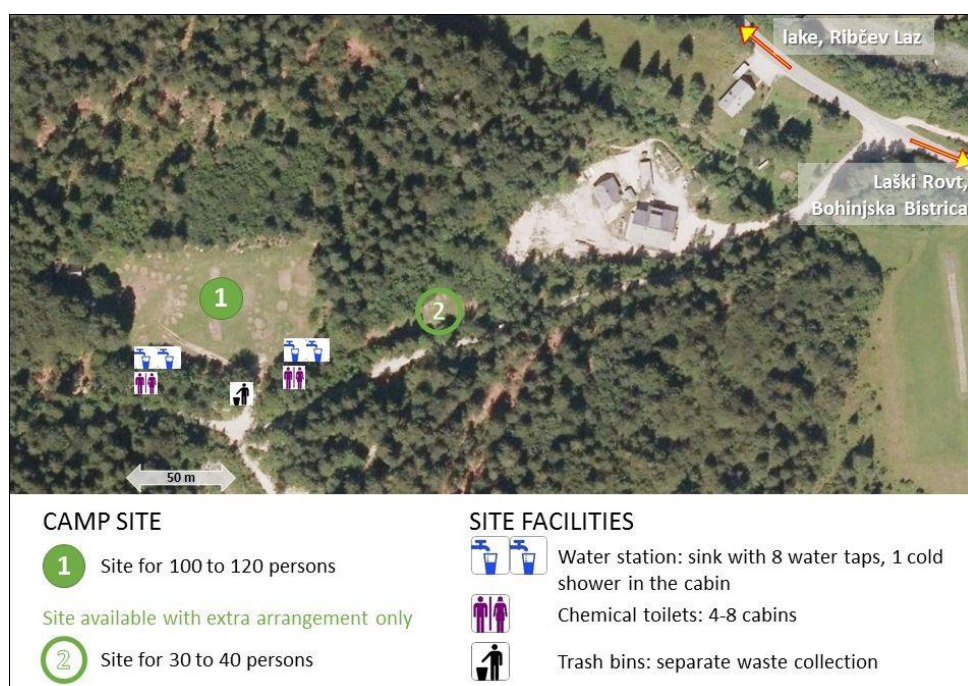 lake, Ribčev Laz
Laški Rovt,
Bohinjska Bistrica
1
2
50 m
CAMP SITE
1 Site for 100 to 120 persons
Site available with extra arrangement only
2 Site for 30 to 40 persons
SITE FACILITIES
Water station: sink with 8 water taps, 1 cold
shower in the cabin
Chemical toilets: 4-8 cabins
Trash bins: separate waste collection